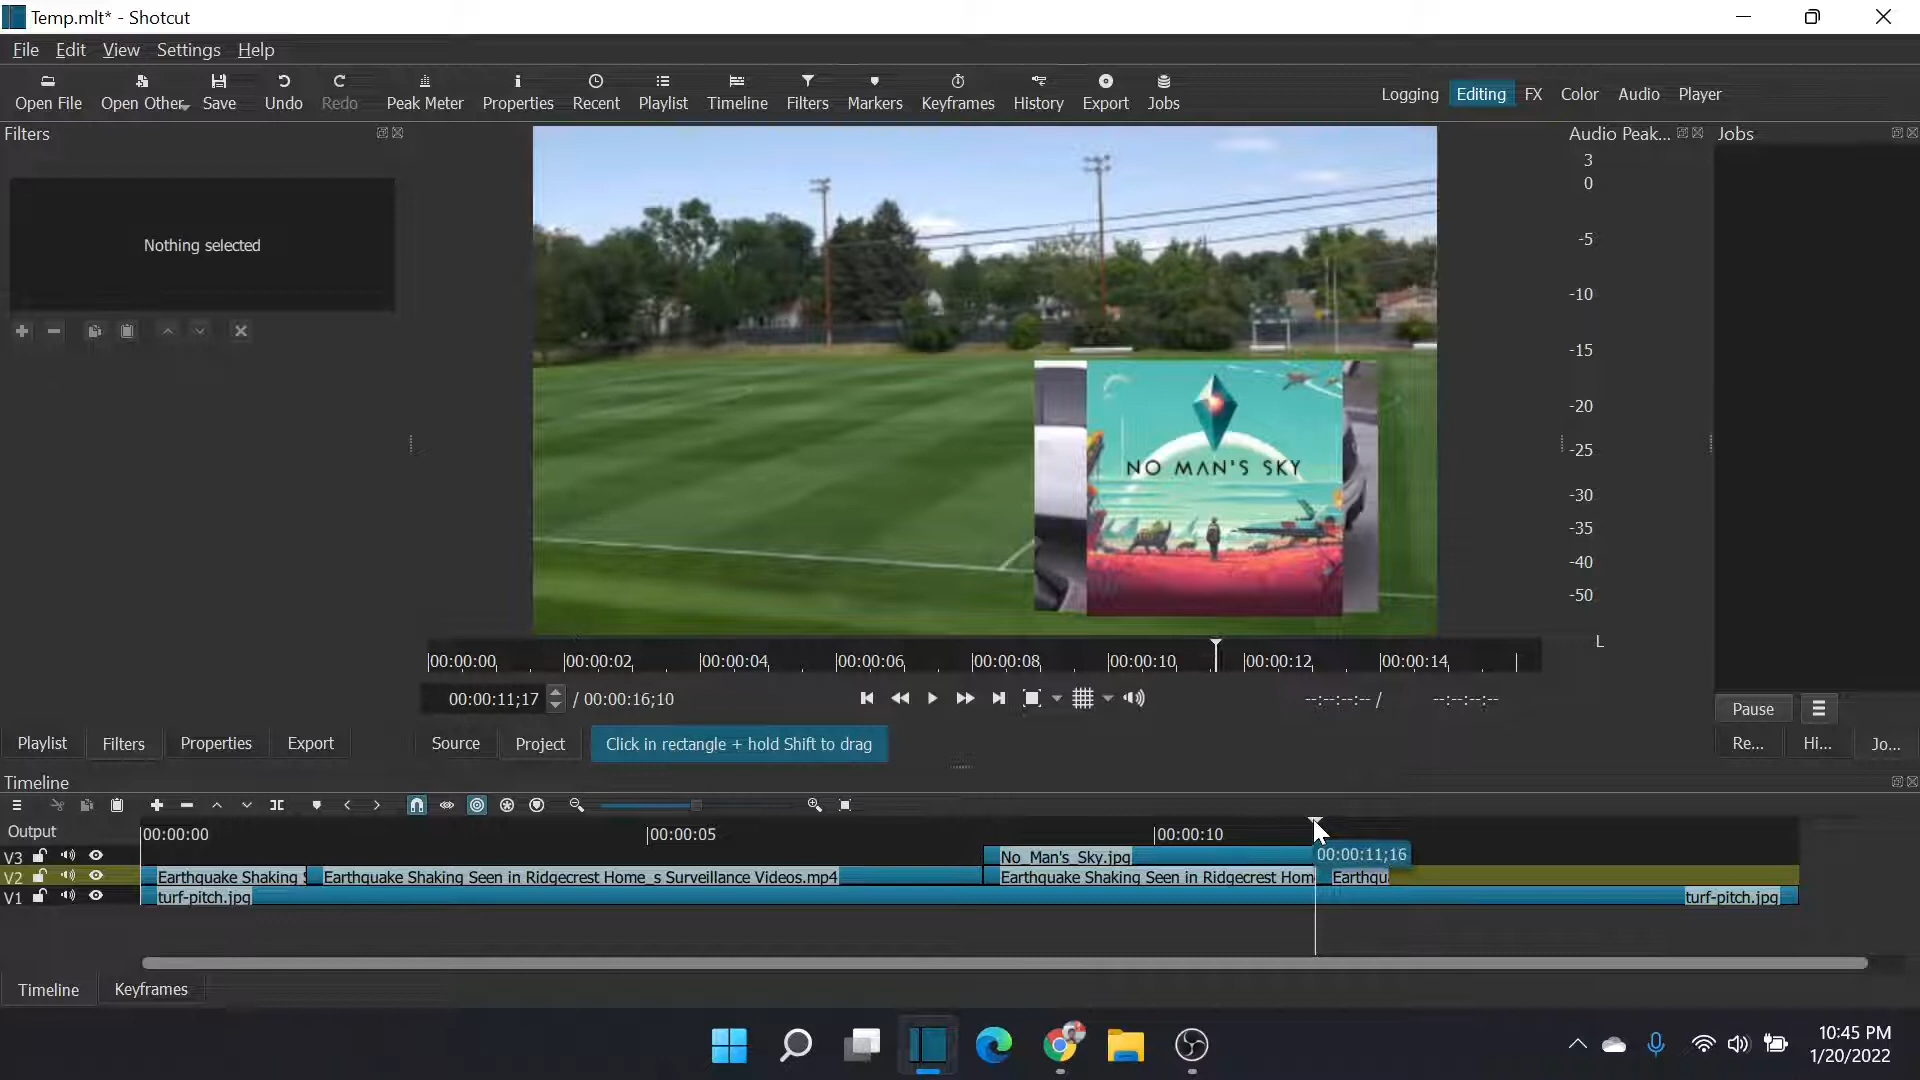 Temp.mlt* - Shotcut
File Edit View Settings Help
Open File Open Other Save Undo Redo Peak Meter Properties Recent Playlist Timeline Filters Markers Keyframes History Export Jobs Logging Editing FX Color Audio Player
Filters
Audio Peak...
Jobs
Nothing selected
3
0
-5
-10
-15
-20
-25
-30
-35
-40
-50
L
NO MAN'S SKY
00:00:00 00:00:02 00:00:04 00:00:06 00:00:08 00:00:10 00:00:12 00:00:14
00:00:11;17 / 00:00:16;10 --:--:--:-- / --:--:--:--
Pause
Playlist Filters Properties Export Source Project Click in rectangle + hold Shift to drag Re... Hi... Jo...
Timeline
Output 00:00:00 00:00:05 00:00:10
V3 No_Man's_Sky.jpg 00:00:11;16
V2 Earthquake Shaking S Earthquake Shaking Seen in Ridgecrest Home_s Surveillance Videos.mp4 Earthquake Shaking Seen in Ridgecrest Hom Earthqu
V1 turf-pitch.jpg turf-pitch.jpg
Timeline Keyframes
10:45 PM
1/20/2022